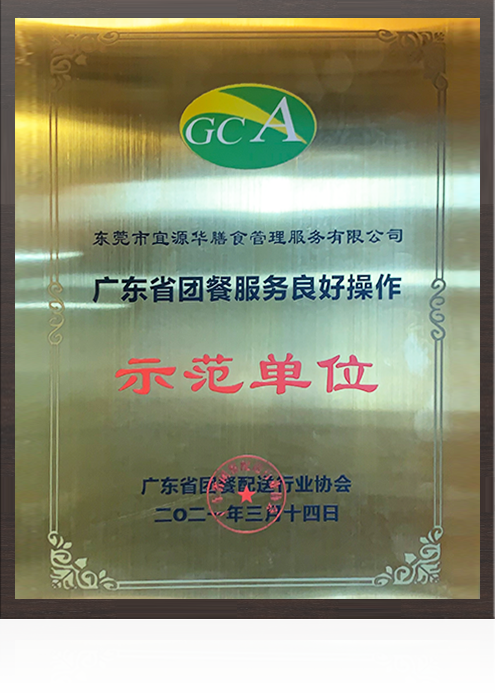 GCA
东莞市宜源华膳食管理服务有限公司
广东省团餐服务良好操作
示范单位
广东省团餐配送行业协会
二〇二一年三月十四日